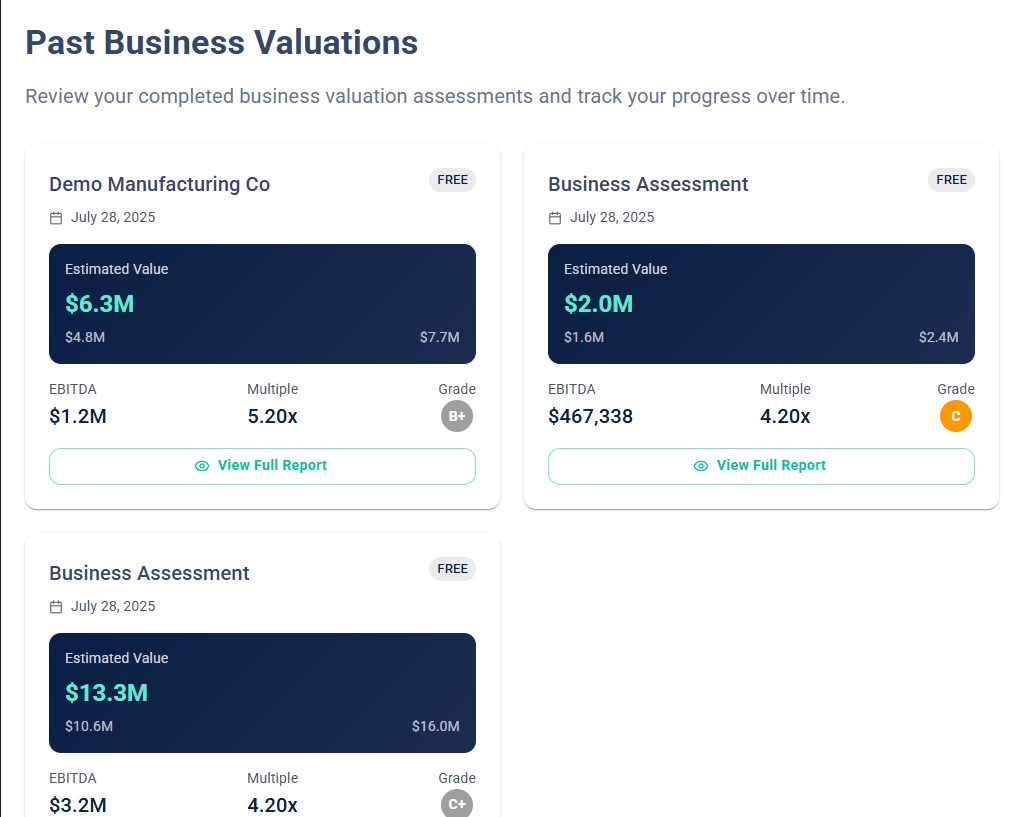 Past Business Valuations
Review your completed business valuation assessments and track your progress over time.
Demo Manufacturing Co
FREE
July 28, 2025
Estimated Value
$6.3M
$4.8M $7.7M
EBITDA Multiple Grade
$1.2M 5.20x B+
View Full Report
Business Assessment
FREE
July 28, 2025
Estimated Value
$2.0M
$1.6M $2.4M
EBITDA Multiple Grade
$467,338 4.20x C
View Full Report
Business Assessment
FREE
July 28, 2025
Estimated Value
$13.3M
$10.6M $16.0M
EBITDA Multiple Grade
$3.2M 4.20x C+